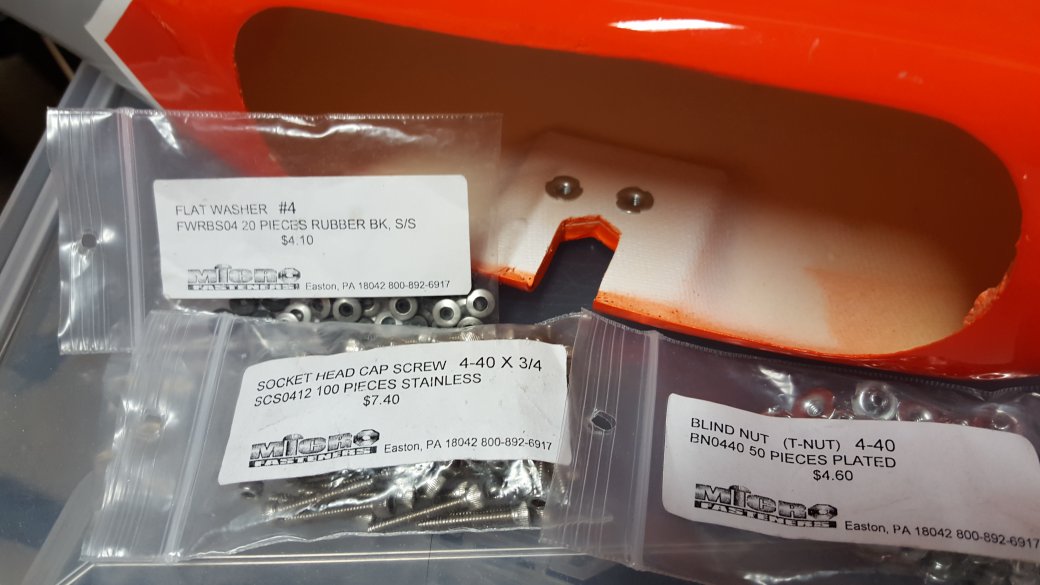 FLAT WASHER #4
FWRBS04 20 PIECES RUBBER BK, S/S
$4.10
MICRO
FASTENERS
Easton, PA 18042 800-892-6917
SOCKET HEAD CAP SCREW 4-40 X 3/4
SCS0412 100 PIECES STAINLESS
$7.40
MICRO
FASTENERS
Easton, PA 18042 800-892-6917
BLIND NUT (T-NUT) 4-40
BN0440 50 PIECES PLATED
$4.60
MICRO
FASTENERS
Easton, PA 18042 800-892-6917